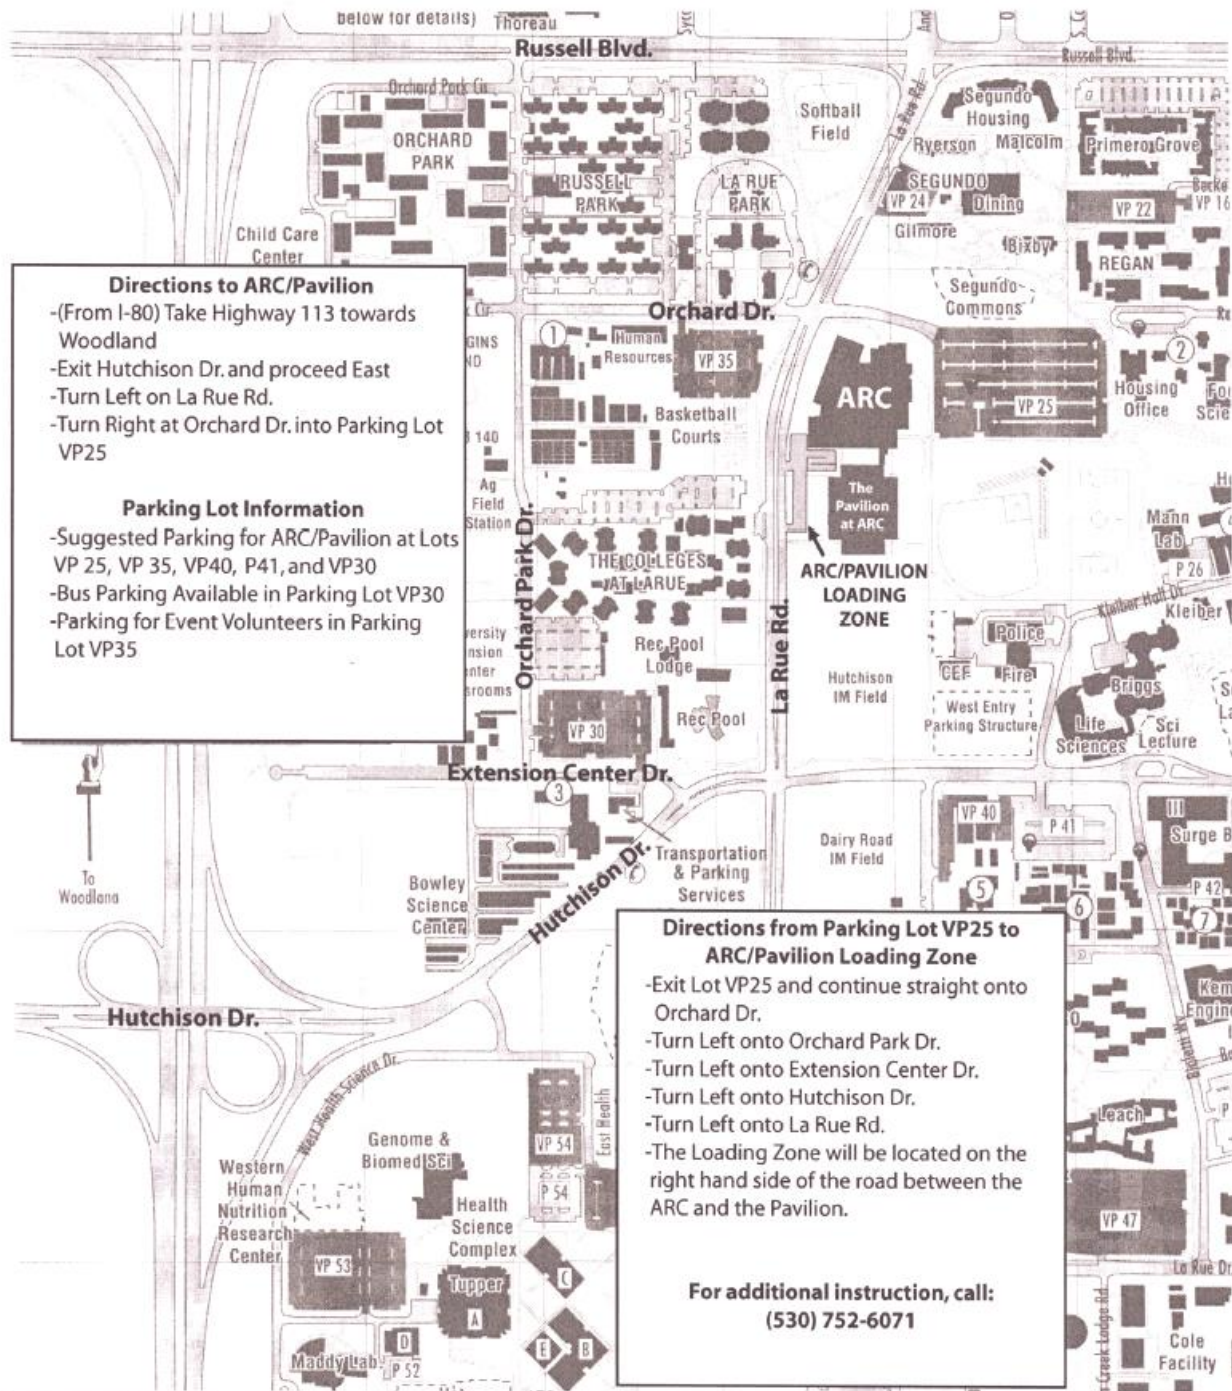 below for details)
Thoreau
Russell Blvd.
Russell Blvd.
Orchard Park Cir
La Rue Rd.
Softball
Field
Segundo
Housing
Ryerson
Malcolm
Primero Grove
ORCHARD
PARK
RUSSELL
PARK
LA RUE
PARK
SEGUNDO
Dining
VP 24
Gilmore
VP 22
VP 16
Bixby
REGAN
Child Care
Center
Segundo
Commons
Directions to ARC/Pavilion
-(From I-80) Take Highway 113 towards
Woodland
-Exit Hutchison Dr. and proceed East
-Turn Left on La Rue Rd.
-Turn Right at Orchard Dr. into Parking Lot
VP25
Parking Lot Information
-Suggested Parking for ARC/Pavilion at Lots
VP 25, VP 35, VP40, P41, and VP30
-Bus Parking Available in Parking Lot VP30
-Parking for Event Volunteers in Parking
Lot VP35
Orchard Dr.
1
Human
Resources
VP 35
ARC
VP 25
2
Housing
Office
Basketball
Courts
140
Ag
Field
Station
The
Pavilion
at ARC
Mann
Lab
P 26
Orchard Park Dr.
THE COLLEGES
AT LARUE
ARC/PAVILION
LOADING
ZONE
La Rue Rd.
Kleiber Hall Dr.
Kleiber
Police
Fire
CEF
Briggs
Rec Pool
Lodge
Rec Pool
Hutchison
IM Field
West Entry
Parking Structure
Life
Sciences
Sci
Lecture
VP 30
Extension Center Dr.
3
To
Woodland
Transportation
& Parking
Services
Dairy Road
IM Field
VP 40
P 41
III
Surge
P 42
5
6
7
Bowley
Science
Center
Hutchison Dr.
Hutchison Dr.
Directions from Parking Lot VP25 to
ARC/Pavilion Loading Zone
-Exit Lot VP25 and continue straight onto
Orchard Dr.
-Turn Left onto Orchard Park Dr.
-Turn Left onto Extension Center Dr.
-Turn Left onto Hutchison Dr.
-Turn Left onto La Rue Rd.
-The Loading Zone will be located on the
right hand side of the road between the
ARC and the Pavilion.
For additional instruction, call:
(530) 752-6071
West Health Science Dr.
East Health
VP 54
P 54
Genome &
Biomed Sci
Western
Human
Nutrition
Research
Center
Health
Science
Complex
VP 53
Tupper
A
B
C
D
E
Maddy Lab.
P 52
Bioletti Wy.
Leach
VP 47
La Rue Dr
Creek Lodge Rd.
Cole
Facility